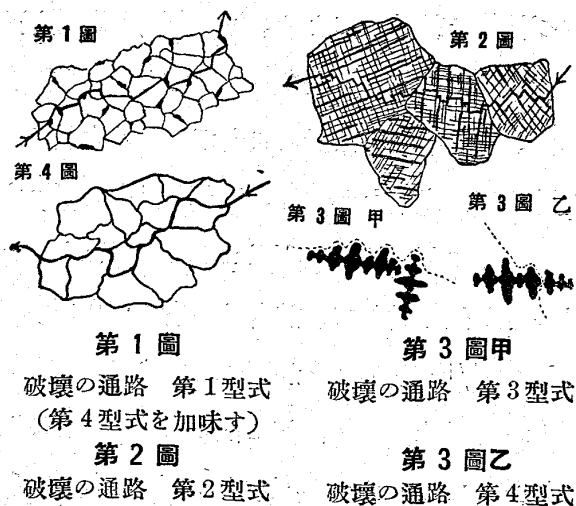 第1圖
第2圖
第4圖
第3圖 甲
第3圖 乙
第1圖
破壞の通路 第1型式
(第4型式を加味す)
第2圖
破壞の通路 第2型式
第3圖甲
破壞の通路 第3型式
第3圖乙
破壞の通路 第4型式